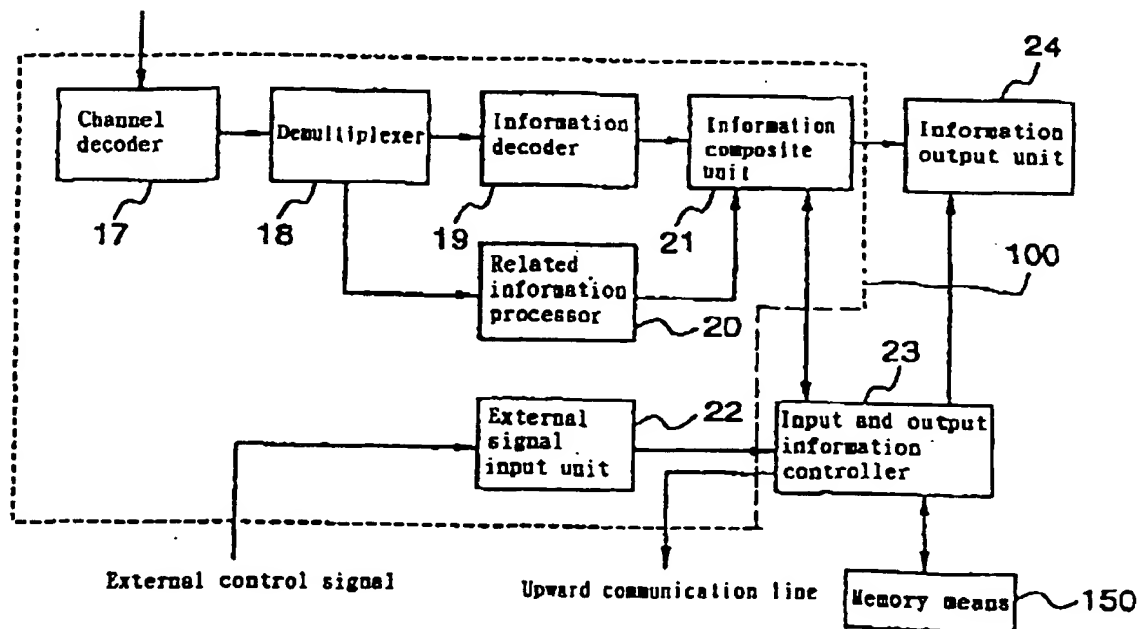 24
Channel
decoder
Demultiplexer
Information
decoder
Information
composite
unit
Information
output unit
17
18
19
21
100
Related
information
processor
20
23
External
signal
input unit
22
Input and output
information
controller
External control signal
Upward communication line
Memory means
150